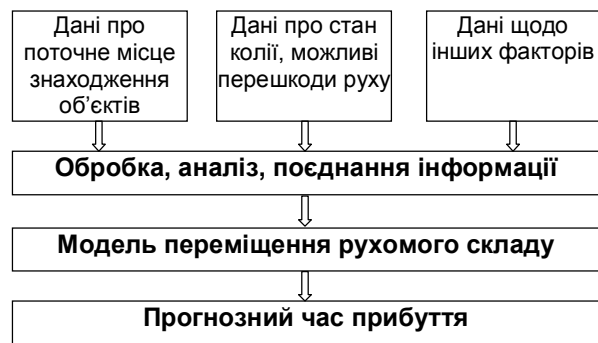 Дані про
поточне місце
знаходження
об’єктів
Дані про стан
колії, можливі
перешкоди руху
Дані щодо
інших факторів
Обробка, аналіз, поєднання інформації
Модель переміщення рухомого складу
Прогнозний час прибуття